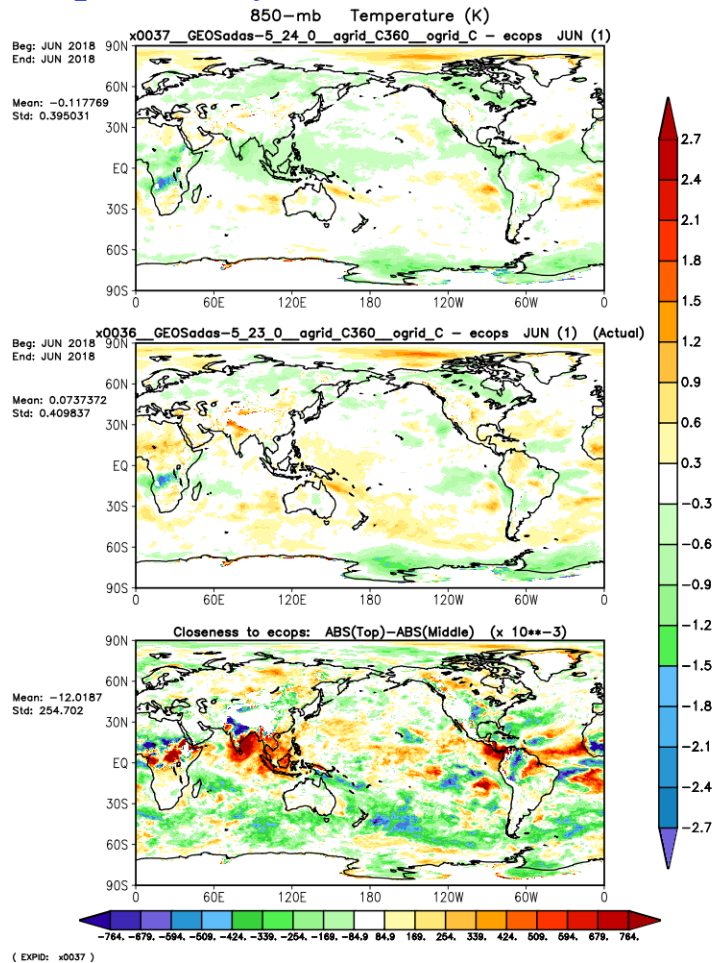 850-mb Temperature (K)
x0037__GEOSadas-5_24_0__agrid_C360__ogrid_C - ecops JUN (1)
Beg: JUN 2018
End: JUN 2018
Mean: -0.117769
Std: 0.395031
90N
60N
30N
EQ
30S
60S
90S
0 60E 120E 180 120W 60W 0
x0036__GEOSadas-5_23_0__agrid_C360__ogrid_C - ecops JUN (1) (Actual)
Beg: JUN 2018
End: JUN 2018
Mean: 0.0737372
Std: 0.409837
90N
60N
30N
EQ
30S
60S
90S
0 60E 120E 180 120W 60W 0
Closeness to ecops: ABS(Top)-ABS(Middle) (x 10**-3)
Mean: -12.0187
Std: 254.702
90N
60N
30N
EQ
30S
60S
90S
0 60E 120E 180 120W 60W 0
2.7
2.4
2.1
1.8
1.5
1.2
0.9
0.6
0.3
-0.3
-0.6
-0.9
-1.2
-1.5
-1.8
-2.1
-2.4
-2.7
-764. -679. -594. -509. -424. -339. -254. -169. -84.9 84.9 169. 254. 339. 424. 509. 594. 679. 764.
( EXPID: x0037 )